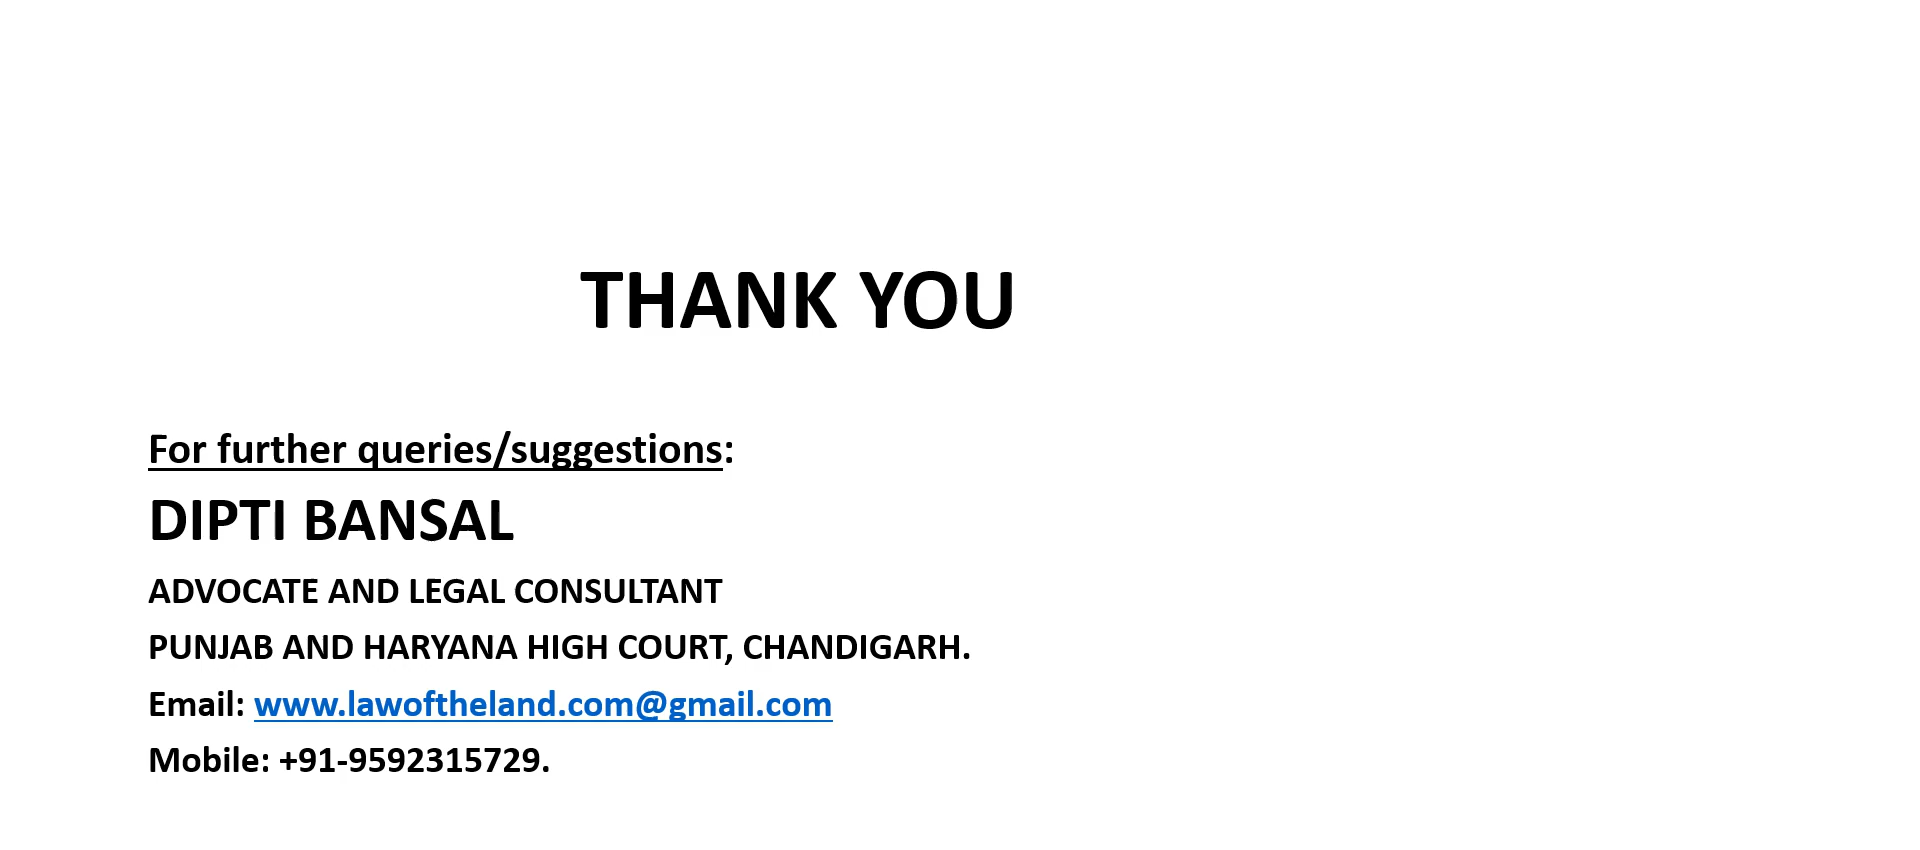 THANK YOU
For further queries/suggestions:
DIPTI BANSAL
ADVOCATE AND LEGAL CONSULTANT
PUNJAB AND HARYANA HIGH COURT, CHANDIGARH.
Email: www.lawoftheland.com@gmail.com
Mobile: +91-9592315729.